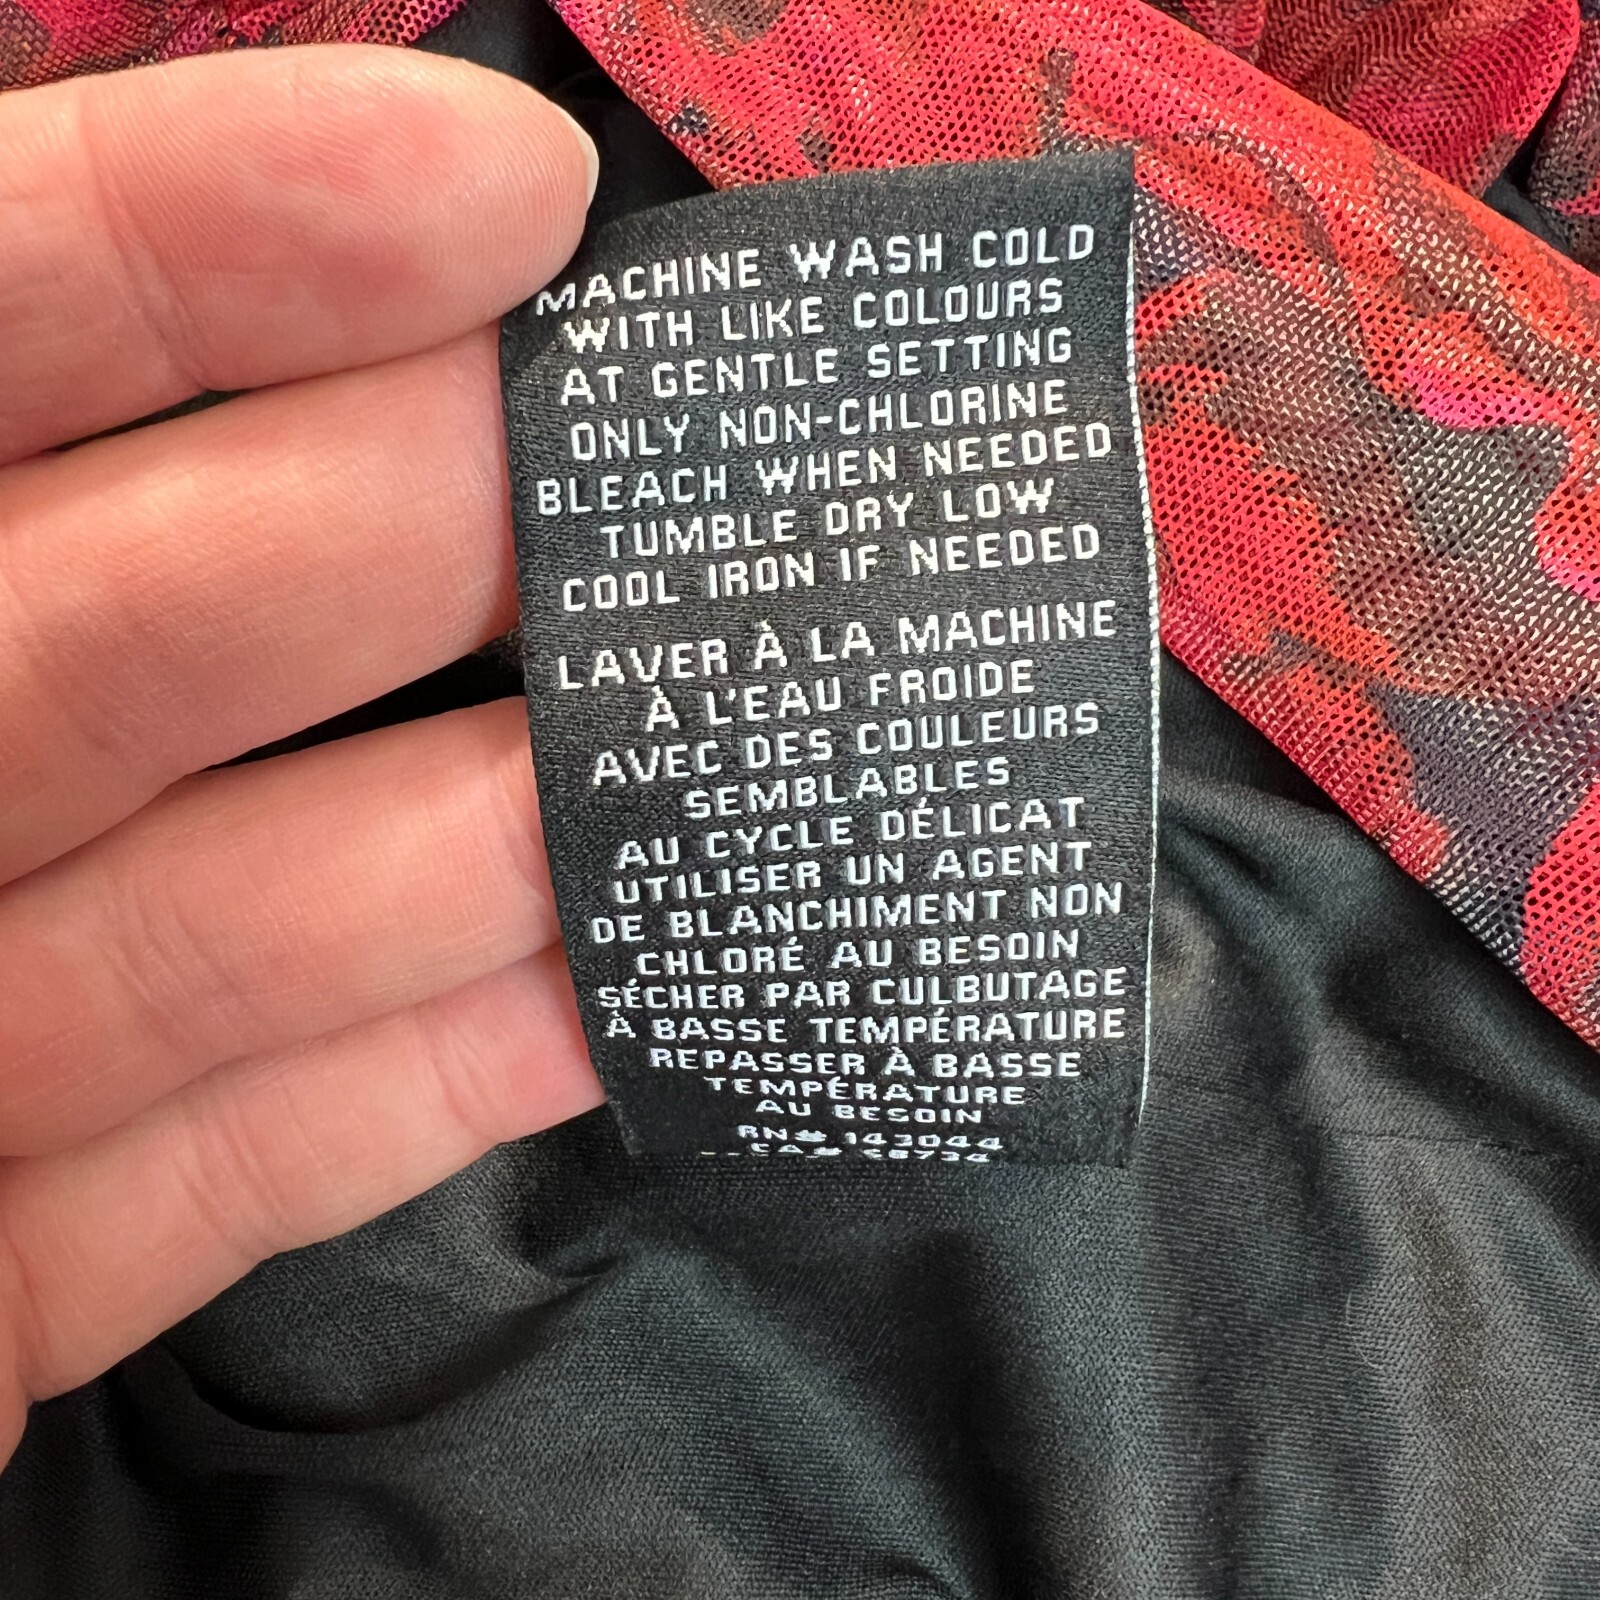 MACHINE WASH COLD
WITH LIKE COLOURS
AT GENTLE SETTING
ONLY NON-CHLORINE
BLEACH WHEN NEEDED
TUMBLE DRY LOW
COOL IRON IF NEEDED
LAVER À LA MACHINE
À L'EAU FROIDE
AVEC DES COULEURS
SEMBLABLES
AU CYCLE DÉLICAT
UTILISER UN AGENT
DE BLANCHIMENT NON
CHLORÉ AU BESOIN
SÉCHER PAR CULBUTAGE
À BASSE TEMPÉRATURE
REPASSER À BASSE
TEMPÉRATURE
AU BESOIN
RN# 143044